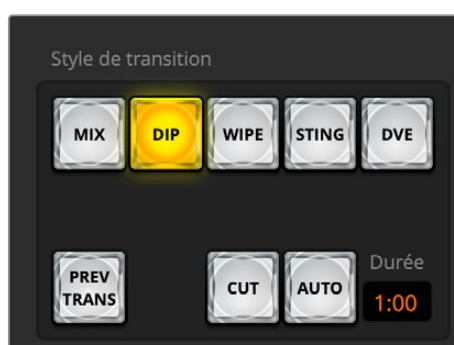 Style de transition
MIX DIP WIPE STING DVE
PREV
TRANS
CUT AUTO
Durée
1:00